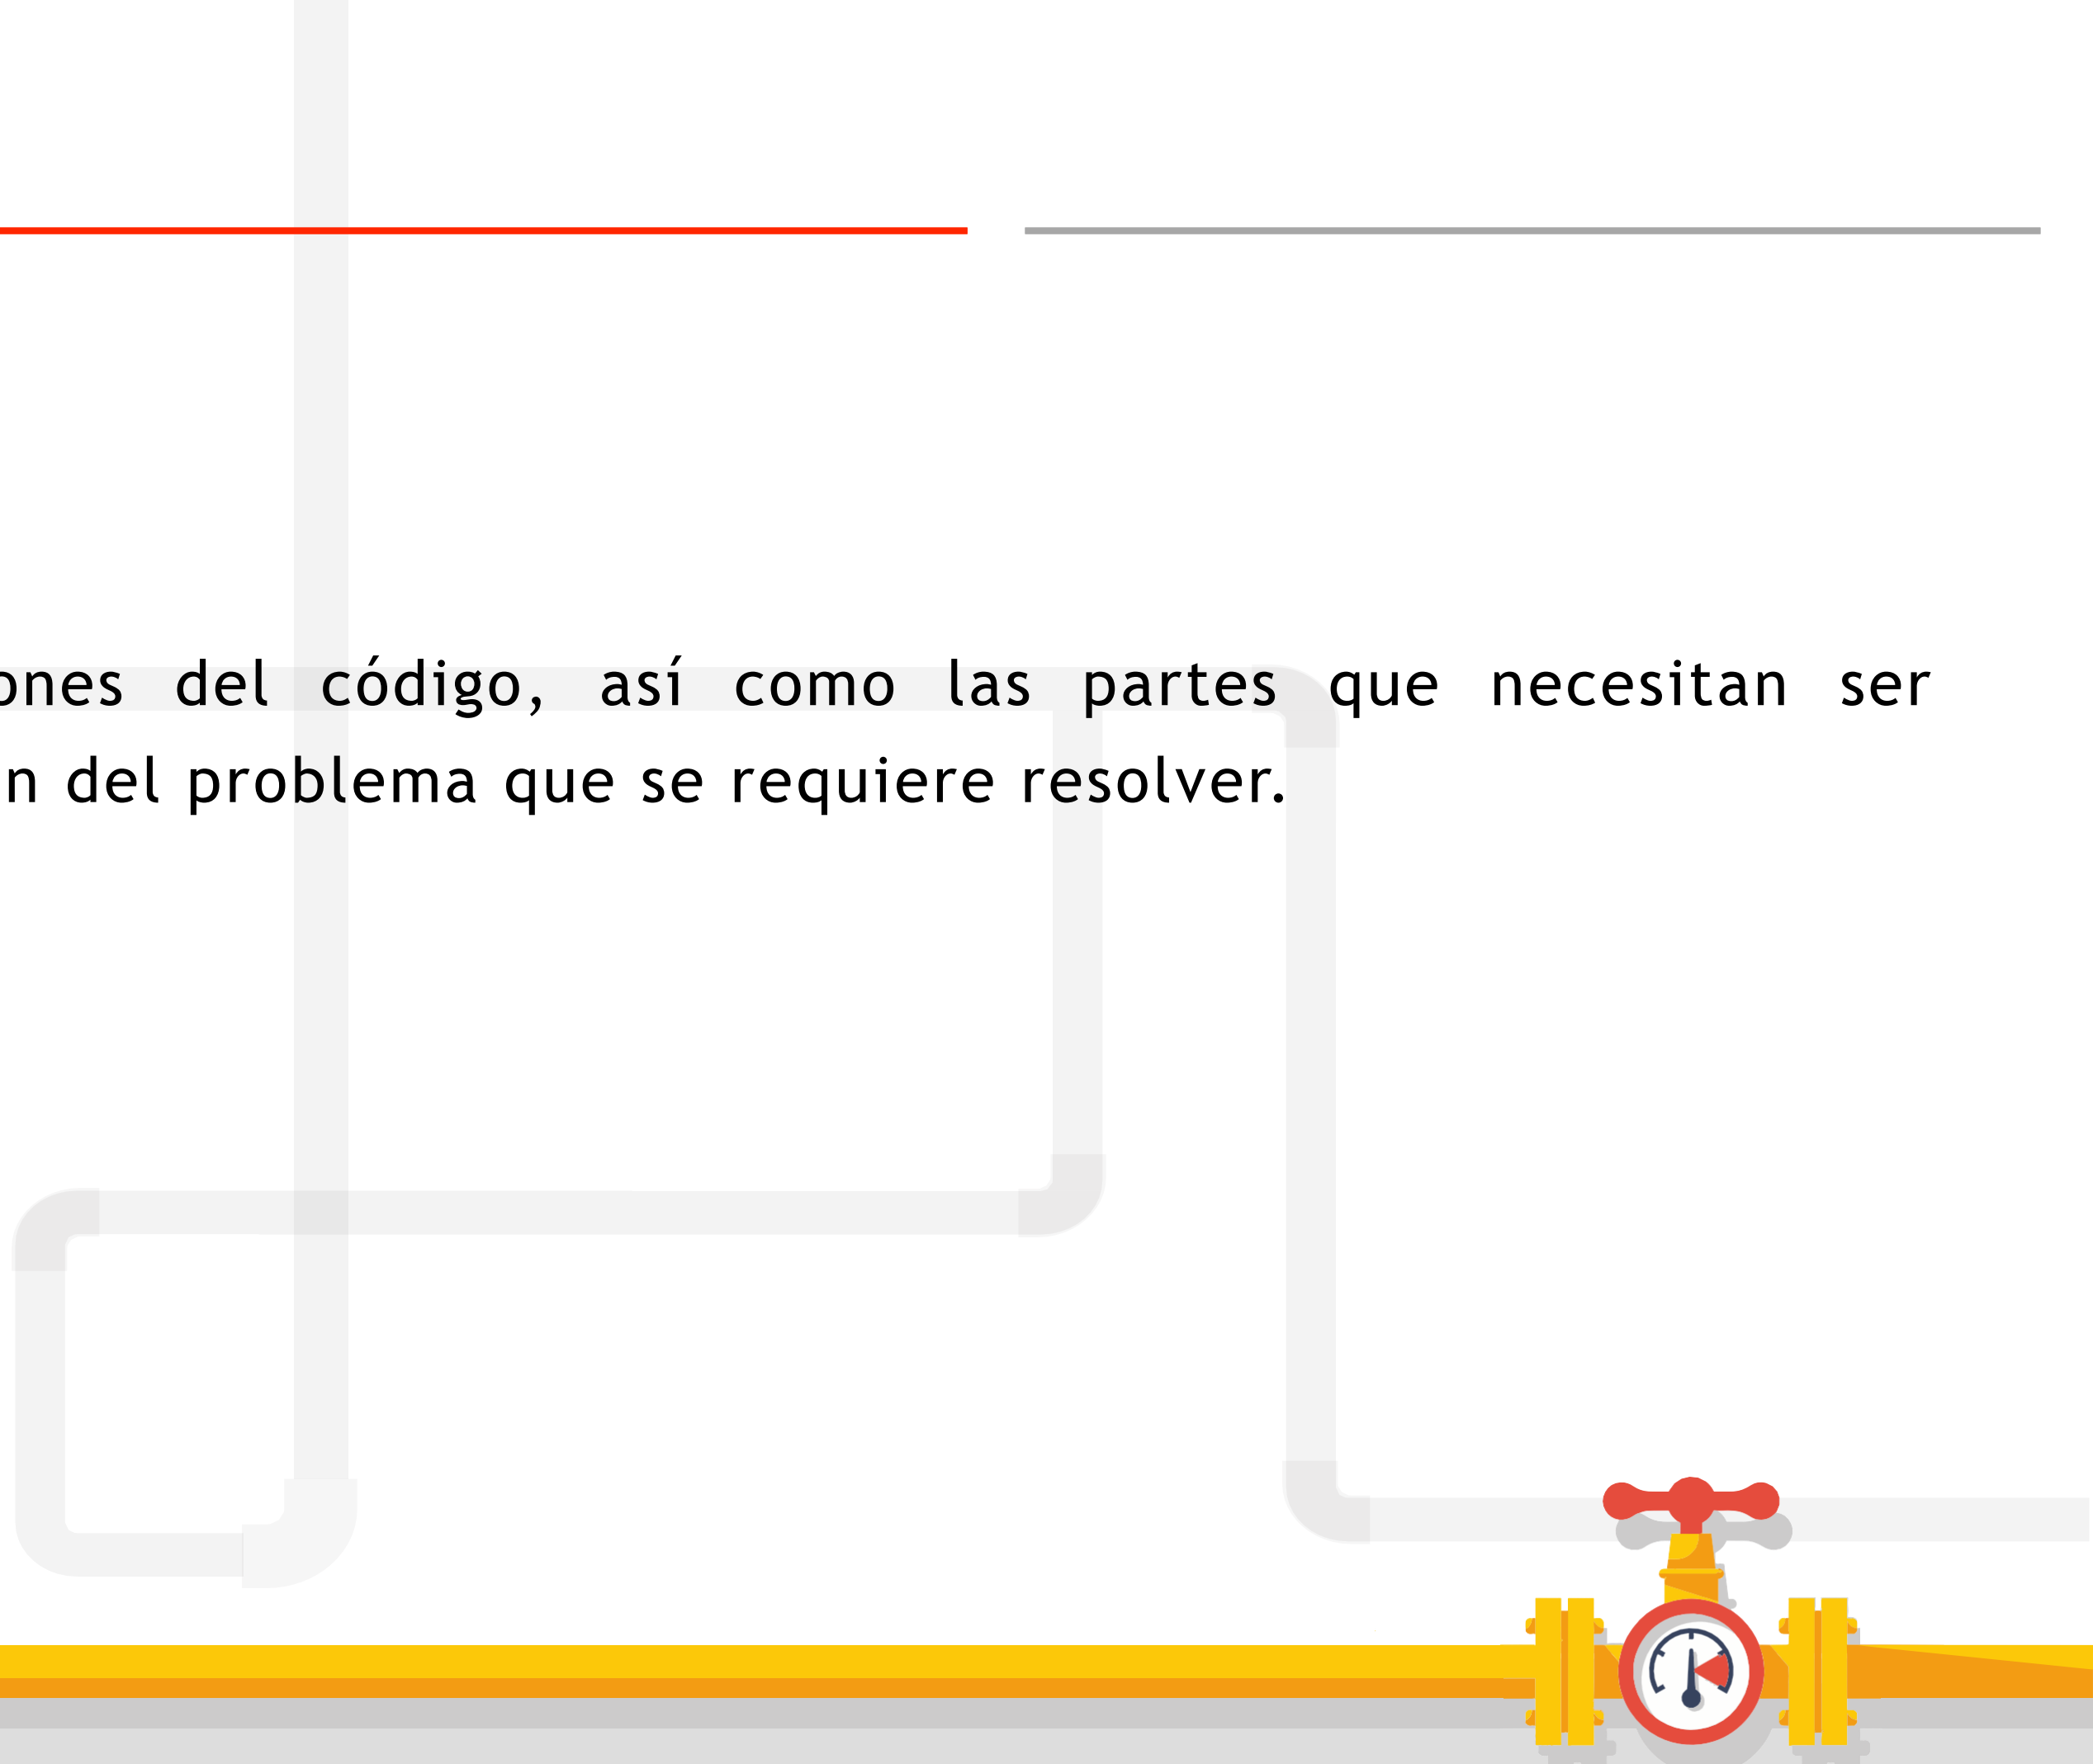 ones del código, así como las partes que necesitan ser
n del problema que se requiere resolver.